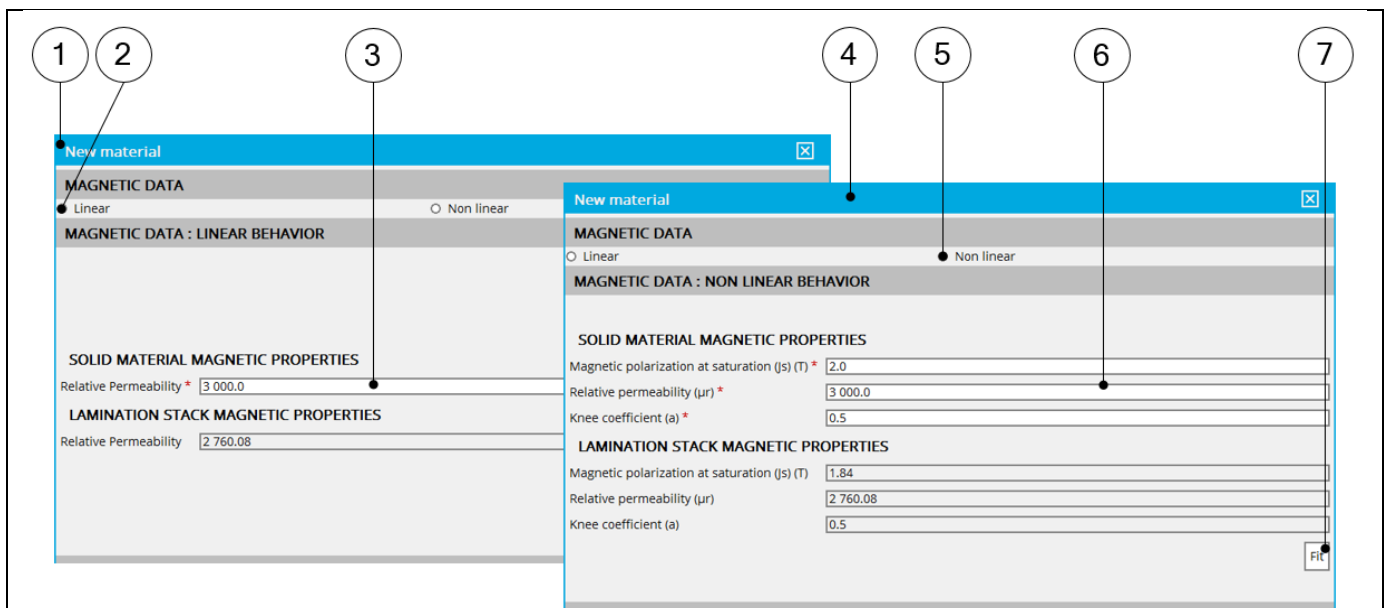 1 2 3 4 5 6 7
New material
MAGNETIC DATA
Linear Non linear
MAGNETIC DATA : LINEAR BEHAVIOR
SOLID MATERIAL MAGNETIC PROPERTIES
Relative Permeability * 3 000.0
LAMINATION STACK MAGNETIC PROPERTIES
Relative Permeability 2 760.08
New material
MAGNETIC DATA
Linear Non linear
MAGNETIC DATA : NON LINEAR BEHAVIOR
SOLID MATERIAL MAGNETIC PROPERTIES
Magnetic polarization at saturation (Js) (T) * 2.0
Relative permeability (µr) * 3 000.0
Knee coefficient (a) * 0.5
LAMINATION STACK MAGNETIC PROPERTIES
Magnetic polarization at saturation (Js) (T) 1.84
Relative permeability (µr) 2 760.08
Knee coefficient (a) 0.5
Fit